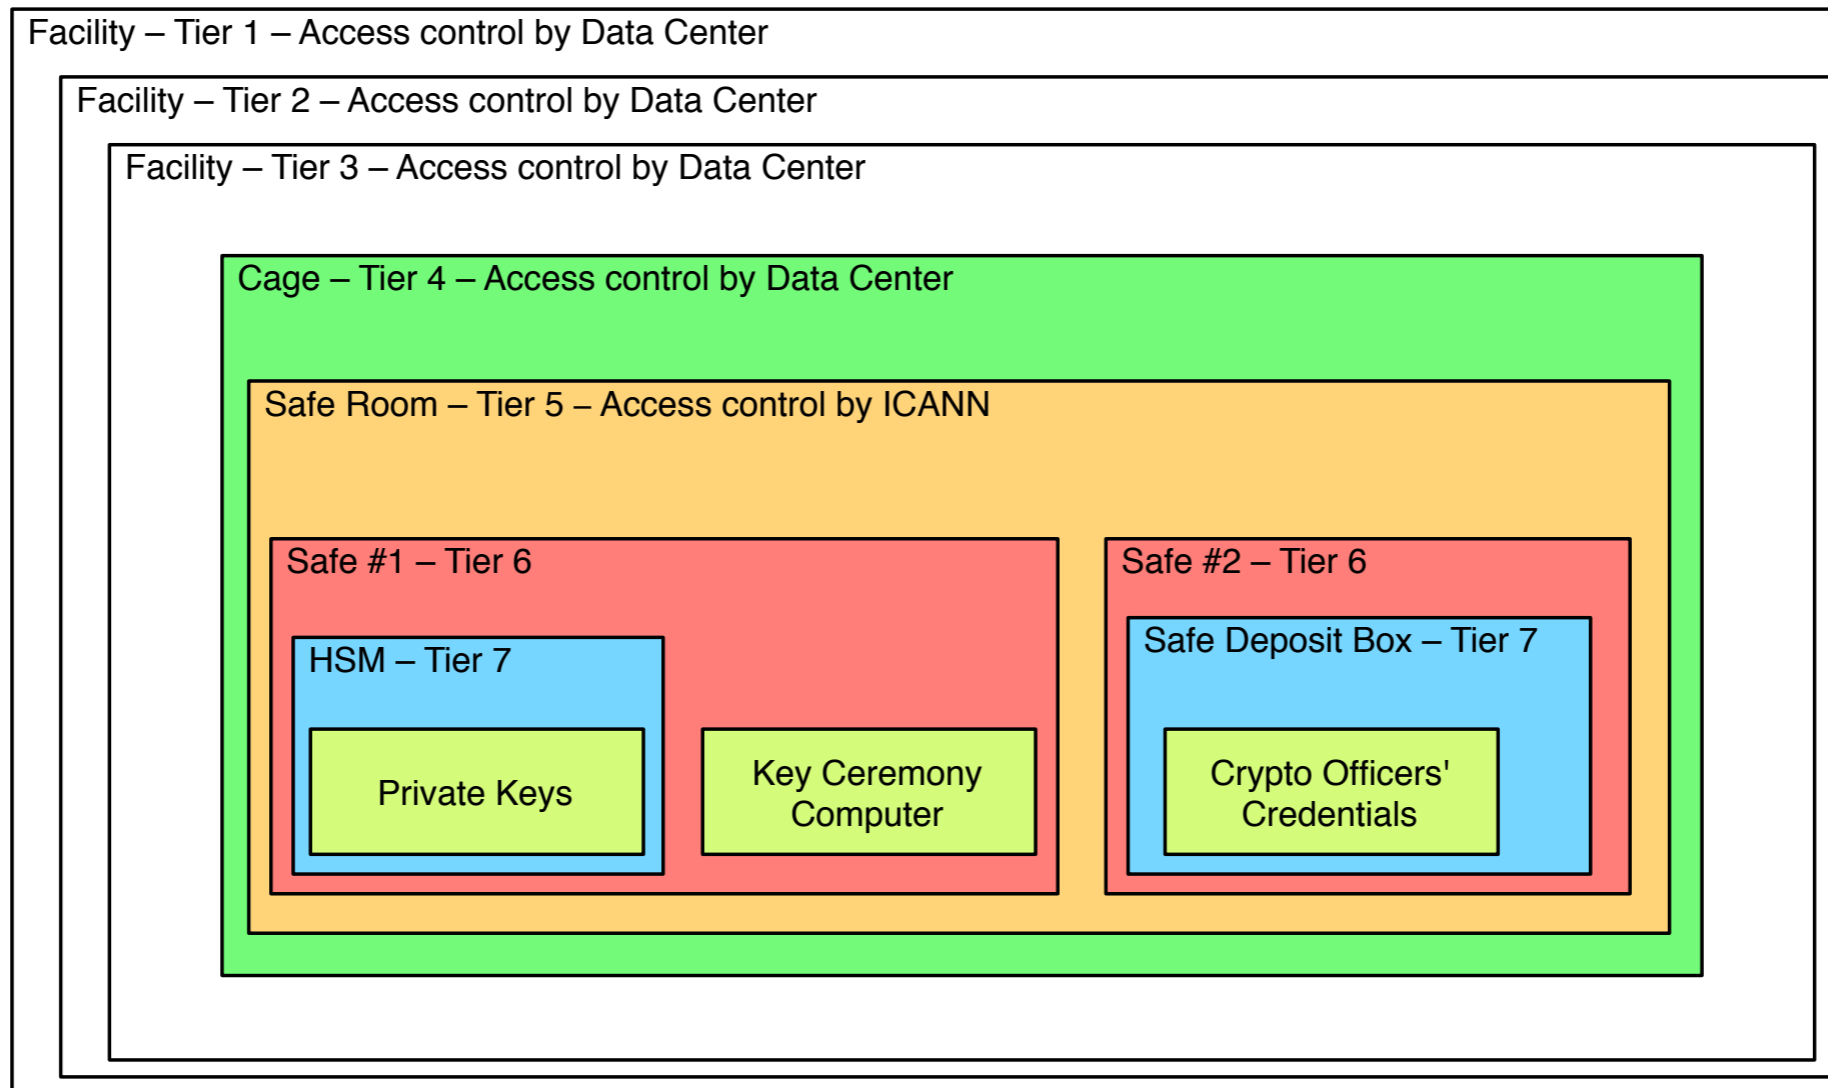 Facility – Tier 1 – Access control by Data Center
Facility – Tier 2 – Access control by Data Center
Facility – Tier 3 – Access control by Data Center
Cage – Tier 4 – Access control by Data Center
Safe Room – Tier 5 – Access control by ICANN
Safe #1 – Tier 6
HSM – Tier 7
Private Keys
Key Ceremony
Computer
Safe #2 – Tier 6
Safe Deposit Box – Tier 7
Crypto Officers'
Credentials